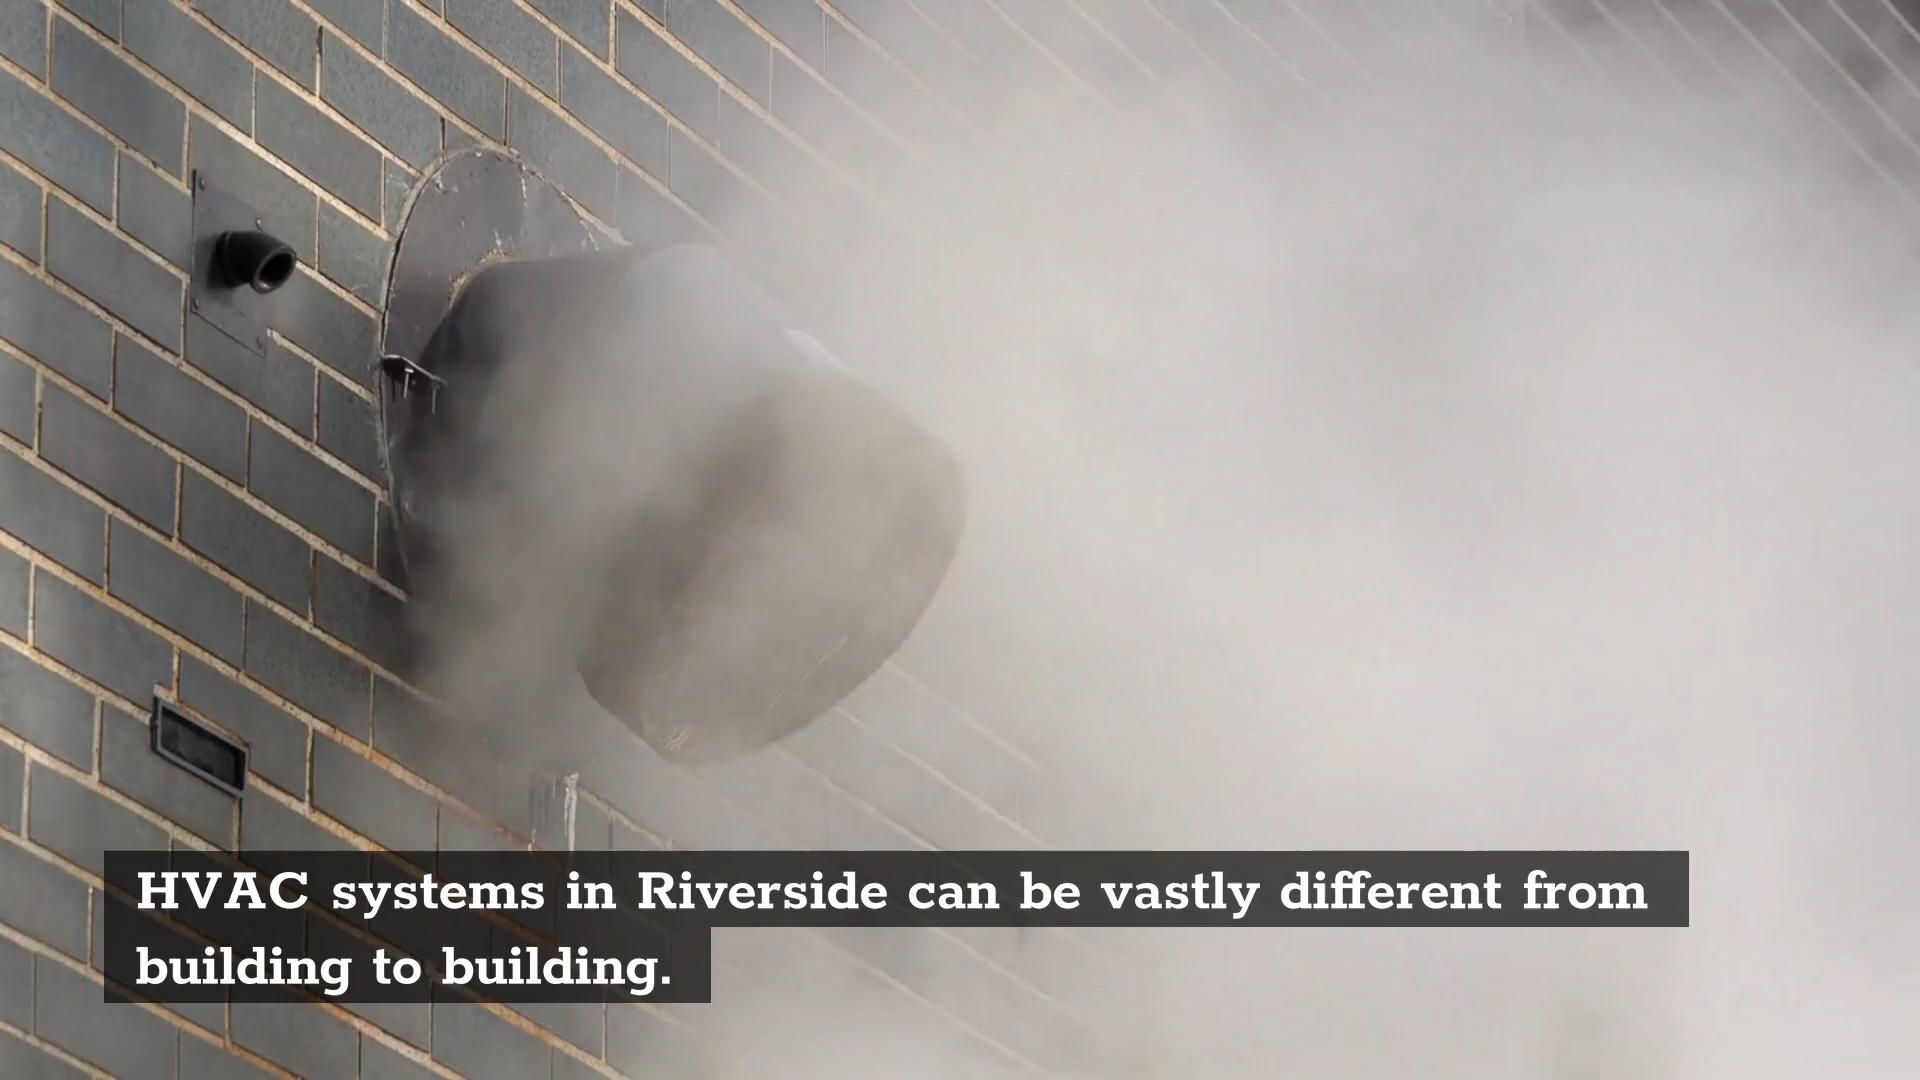 HVAC systems in Riverside can be vastly different from
building to building.